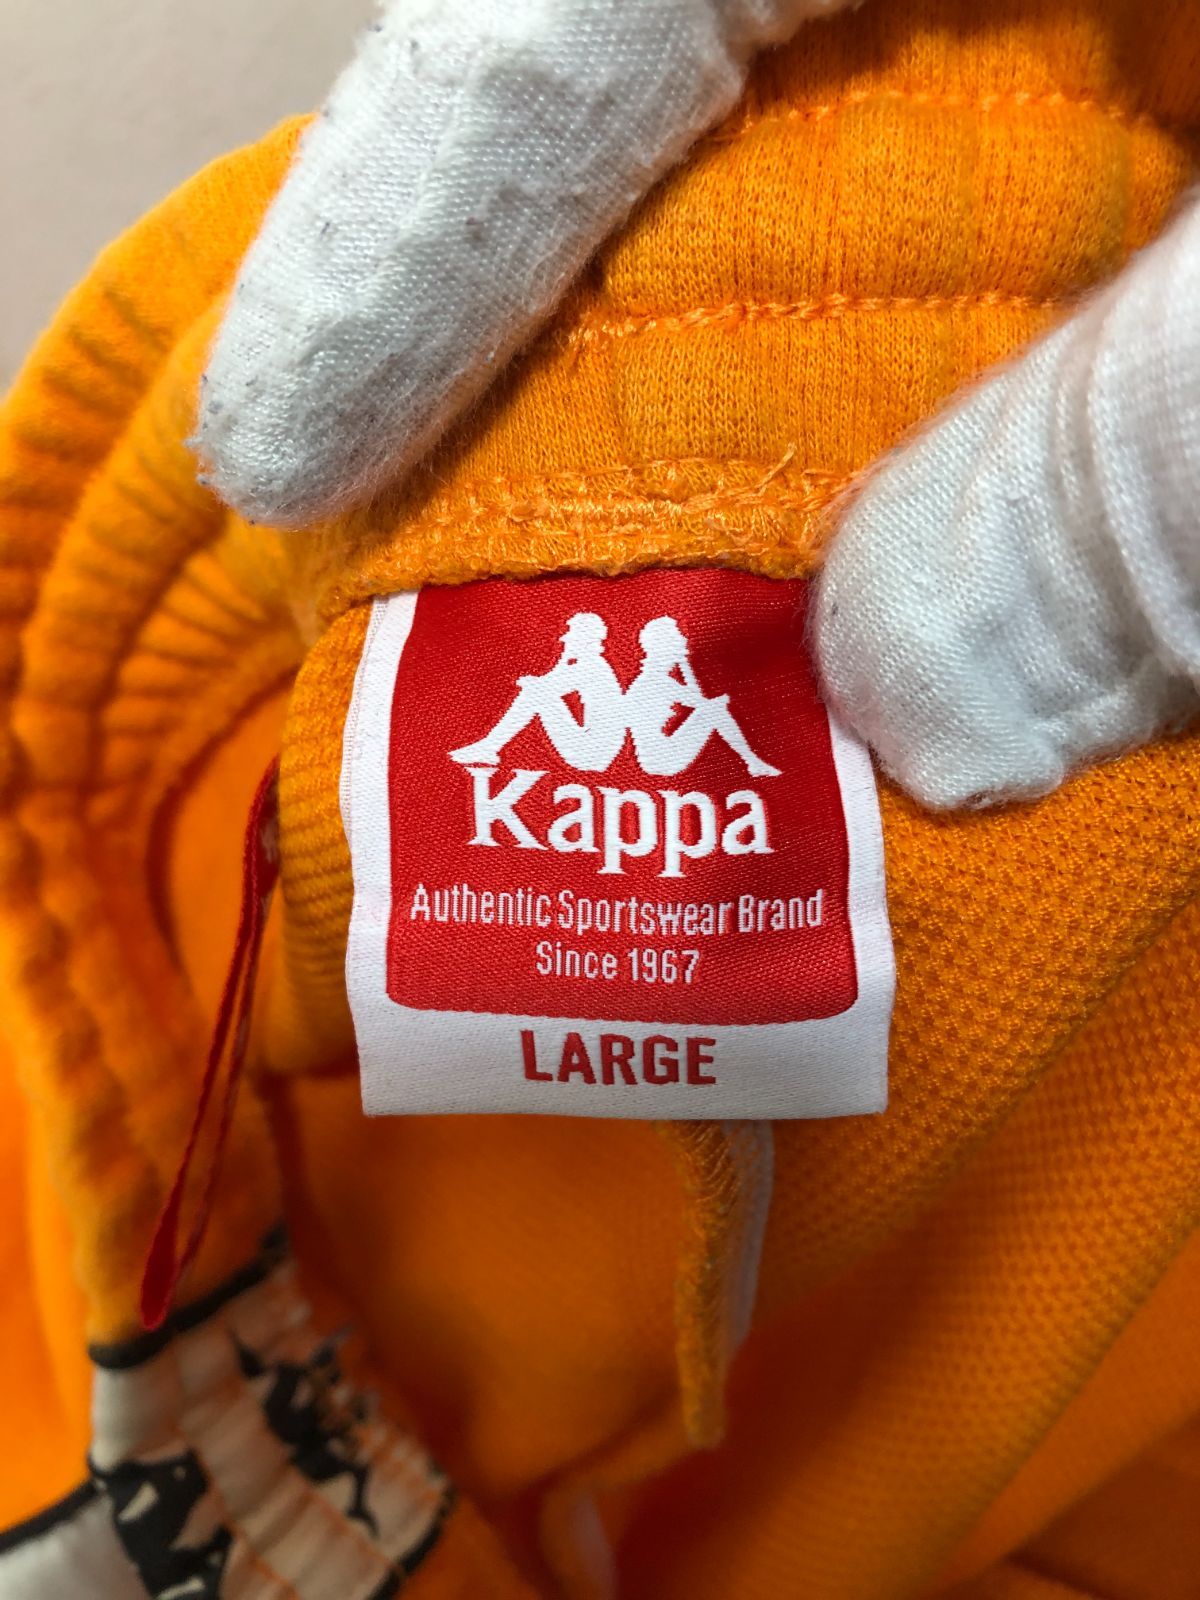 Kappa
Authentic Sportswear Brand
Since 1967
LARGE